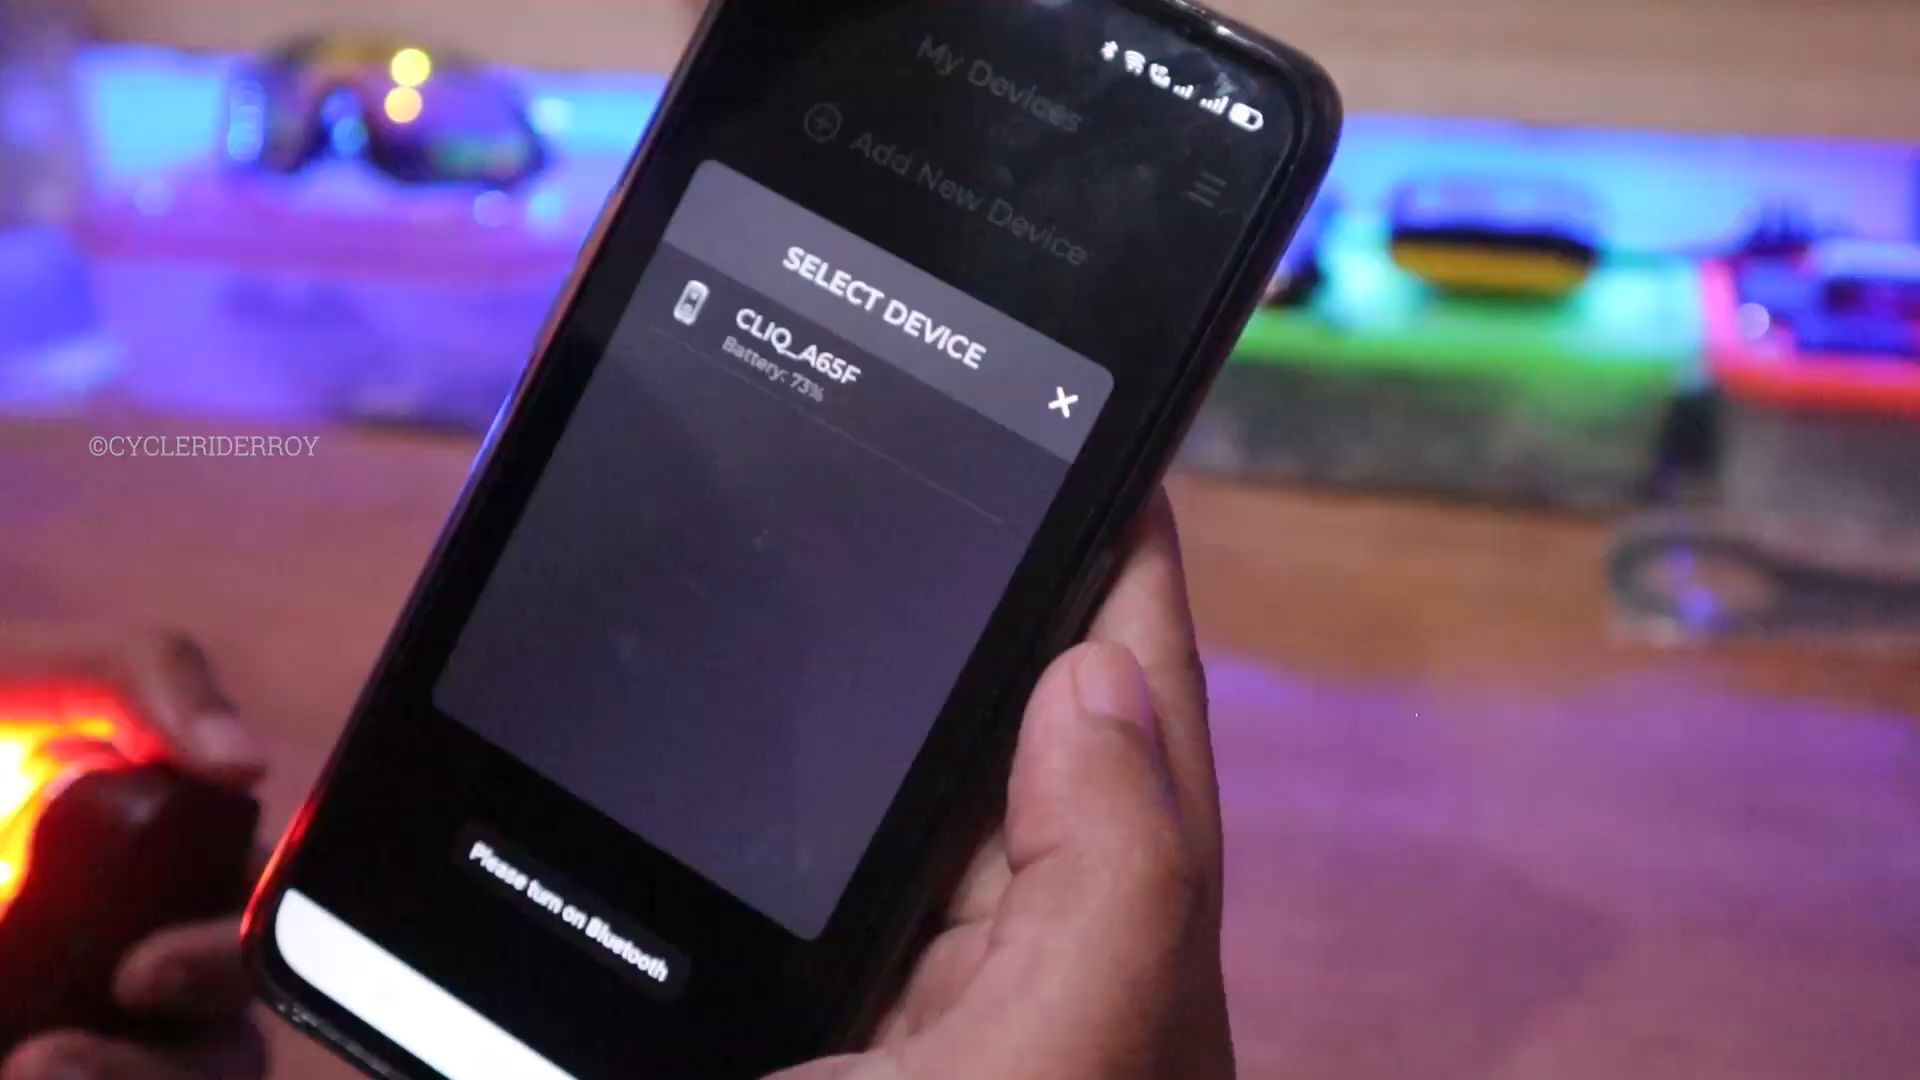 My Devices
Add New Device
SELECT DEVICE
CLIQ_A65F
Battery: 73%
©CYCLERIDERROY
Please turn on Bluetooth